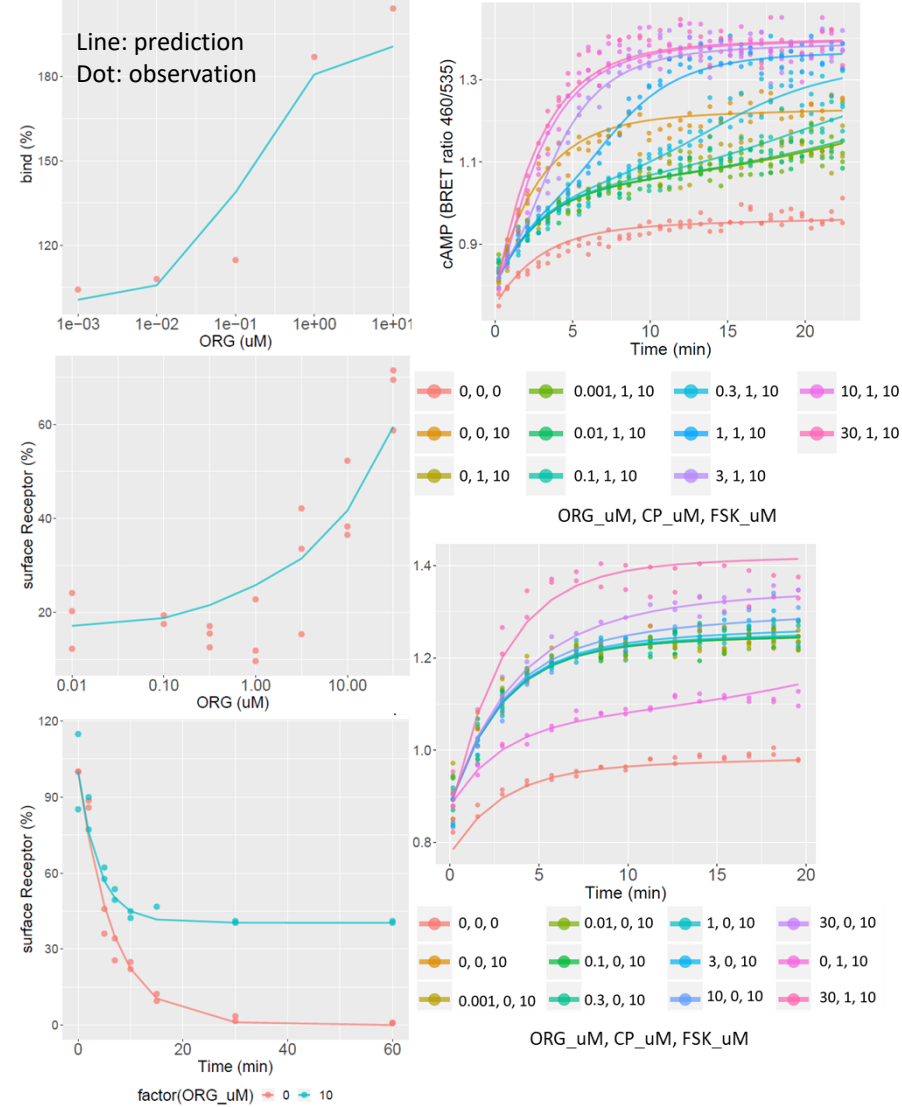 Line: prediction
Dot: observation
bind (%)
180
150
120
1e−03 1e−02 1e−01 1e+00 1e+01
ORG (uM)
cAMP (BRET ratio 460/535)
1.3
1.1
0.9
0 5 10 15 20
Time (min)
0, 0, 0 0.001, 1, 10 0.3, 1, 10 10, 1, 10
0, 0, 10 0.01, 1, 10 1, 1, 10 30, 1, 10
0, 1, 10 0.1, 1, 10 3, 1, 10
ORG_uM, CP_uM, FSK_uM
surface Receptor (%)
60
40
20
0.01 0.10 1.00 10.00
ORG (uM)
1.4
1.2
1.0
0.8
0 5 10 15 20
Time (min)
0, 0, 0 0.01, 0, 10 1, 0, 10 30, 0, 10
0, 0, 10 0.1, 0, 10 3, 0, 10 0, 1, 10
0.001, 0, 10 0.3, 0, 10 10, 0, 10 30, 1, 10
ORG_uM, CP_uM, FSK_uM
surface Receptor (%)
120
90
60
30
0
0 20 40 60
Time (min)
factor(ORG_uM) 0 10